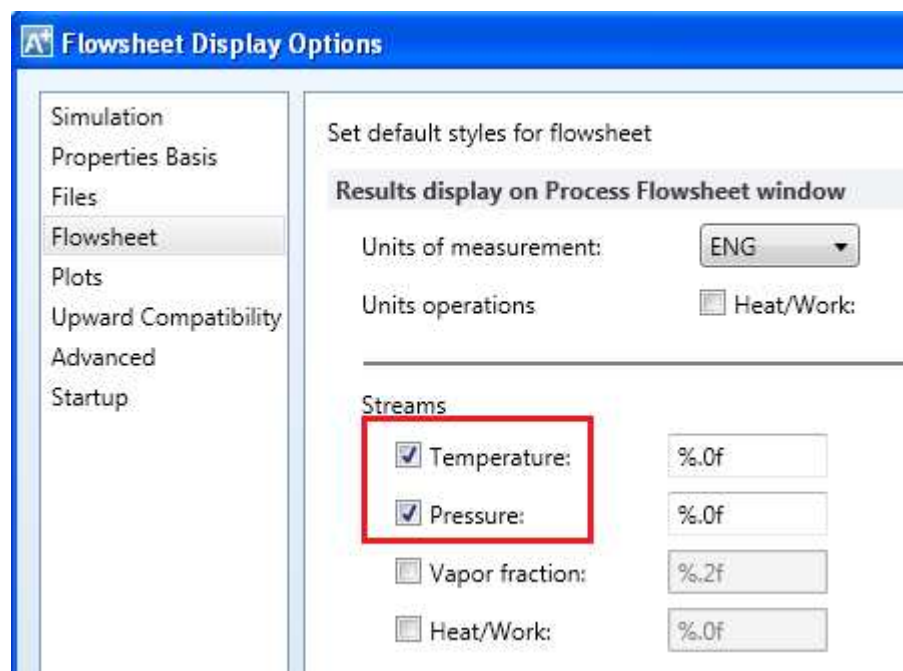 A+ Flowsheet Display Options
Simulation
Properties Basis
Files
Flowsheet
Plots
Upward Compatibility
Advanced
Startup
Set default styles for flowsheet
Results display on Process Flowsheet window
Units of measurement: ENG
Units operations Heat/Work:
Streams
Temperature: %.0f
Pressure: %.0f
Vapor fraction: %.2f
Heat/Work: %.0f